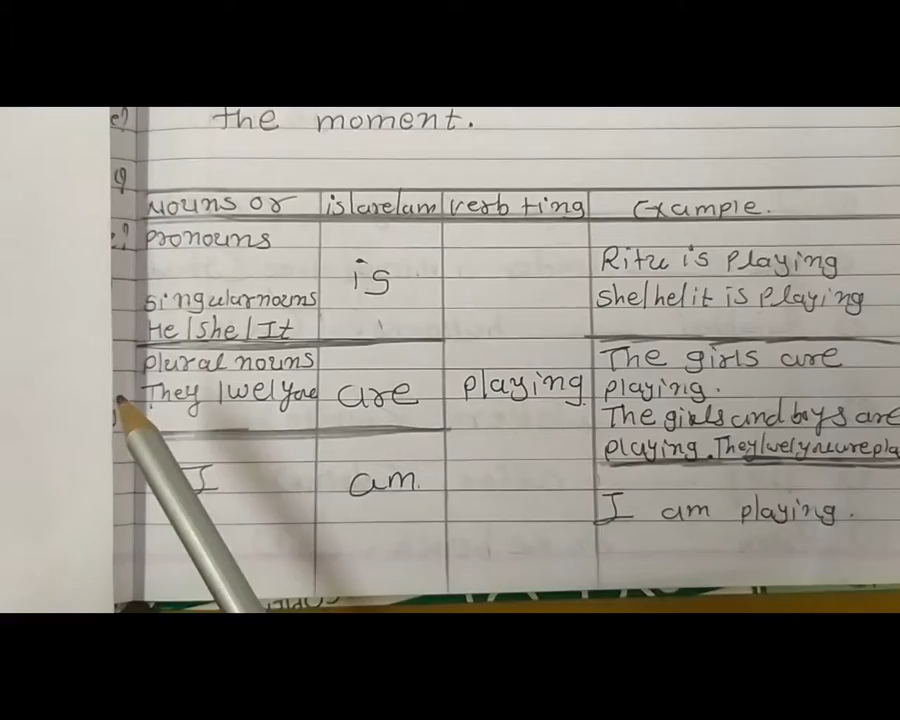 the moment.
Nouns or is/are/am verb +ing Example.
pronouns
Ritu is playing
is
singular nouns She/he/it is playing
He/she/It
plural nouns The girls are
They/we/you are playing playing.
The girls and boys are
playing. They/we/you are pla
I am
I am playing.